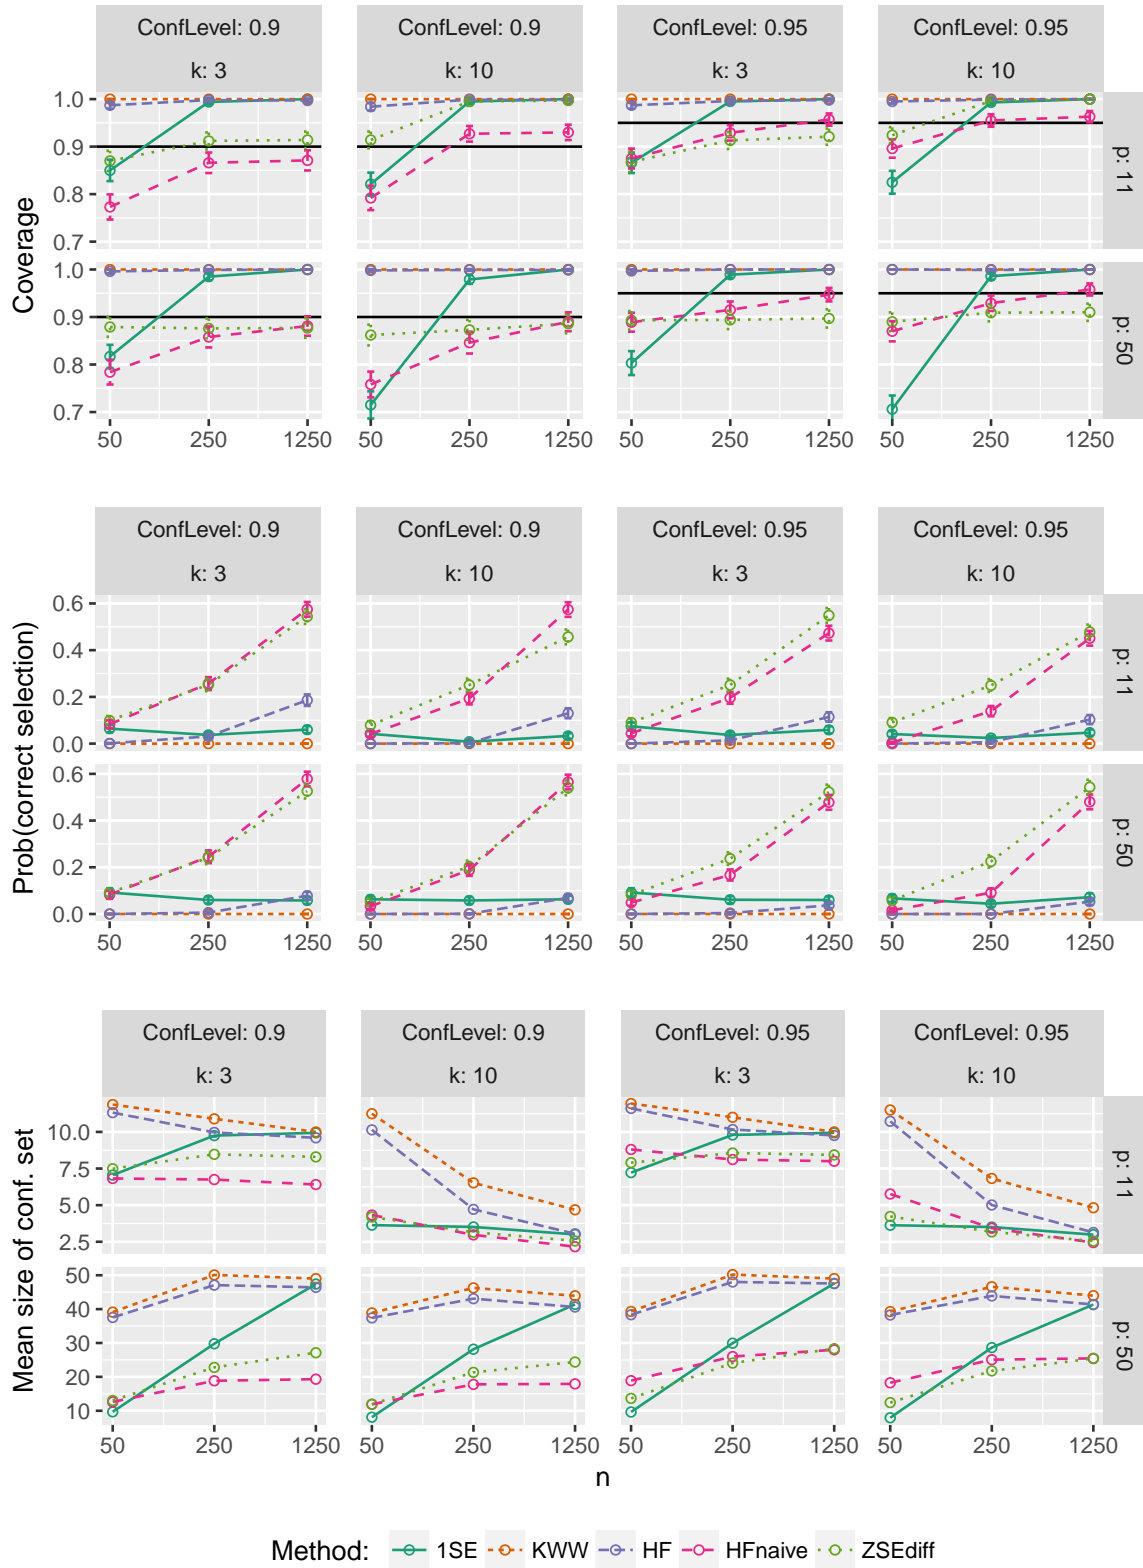 ConfLevel: 0.9 ConfLevel: 0.9 ConfLevel: 0.95 ConfLevel: 0.95
k: 3 k: 10 k: 3 k: 10
Coverage
1.0
0.9
0.8
0.7
p: 11
1.0
0.9
0.8
0.7
p: 50
50 250 1250 50 250 1250 50 250 1250 50 250 1250
ConfLevel: 0.9 ConfLevel: 0.9 ConfLevel: 0.95 ConfLevel: 0.95
k: 3 k: 10 k: 3 k: 10
Prob(correct selection)
0.6
0.4
0.2
0.0
p: 11
0.6
0.4
0.2
0.0
p: 50
50 250 1250 50 250 1250 50 250 1250 50 250 1250
ConfLevel: 0.9 ConfLevel: 0.9 ConfLevel: 0.95 ConfLevel: 0.95
k: 3 k: 10 k: 3 k: 10
Mean size of conf. set
10.0
7.5
5.0
2.5
p: 11
50
40
30
20
10
p: 50
50 250 1250 50 250 1250 50 250 1250 50 250 1250
n
Method: 1SE KWW HF HFnaive ZSEdiff